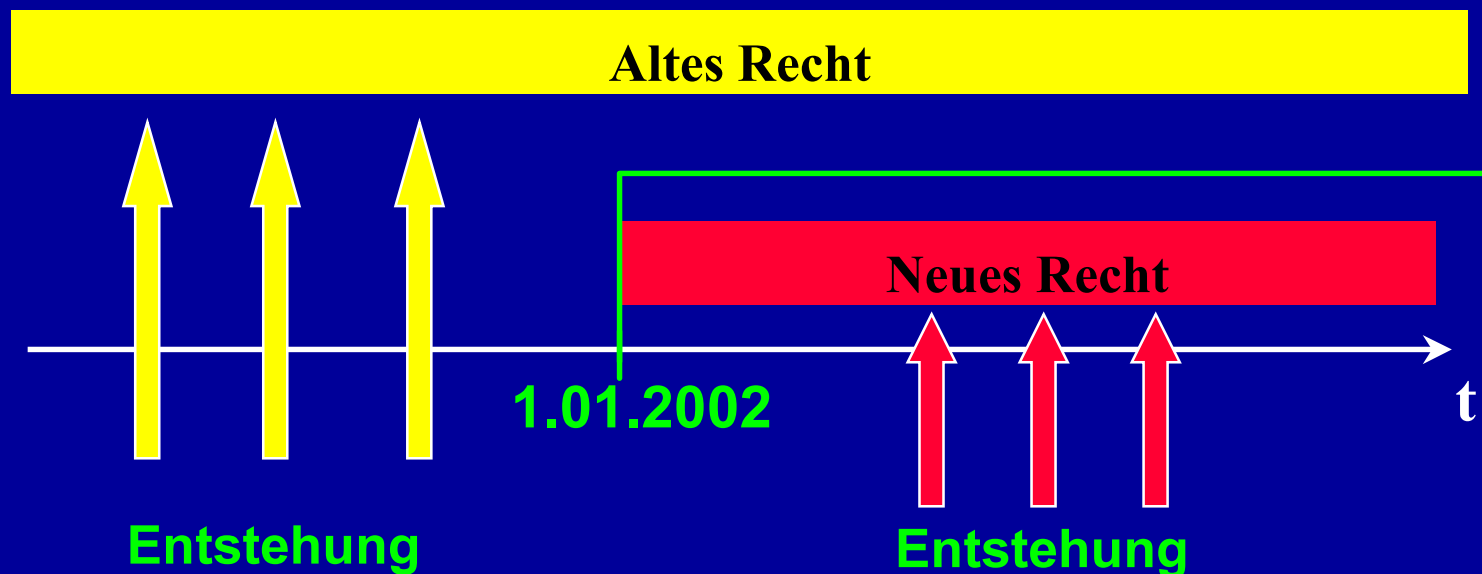 Altes Recht
Neues Recht
1.01.2002
t
Entstehung
Entstehung